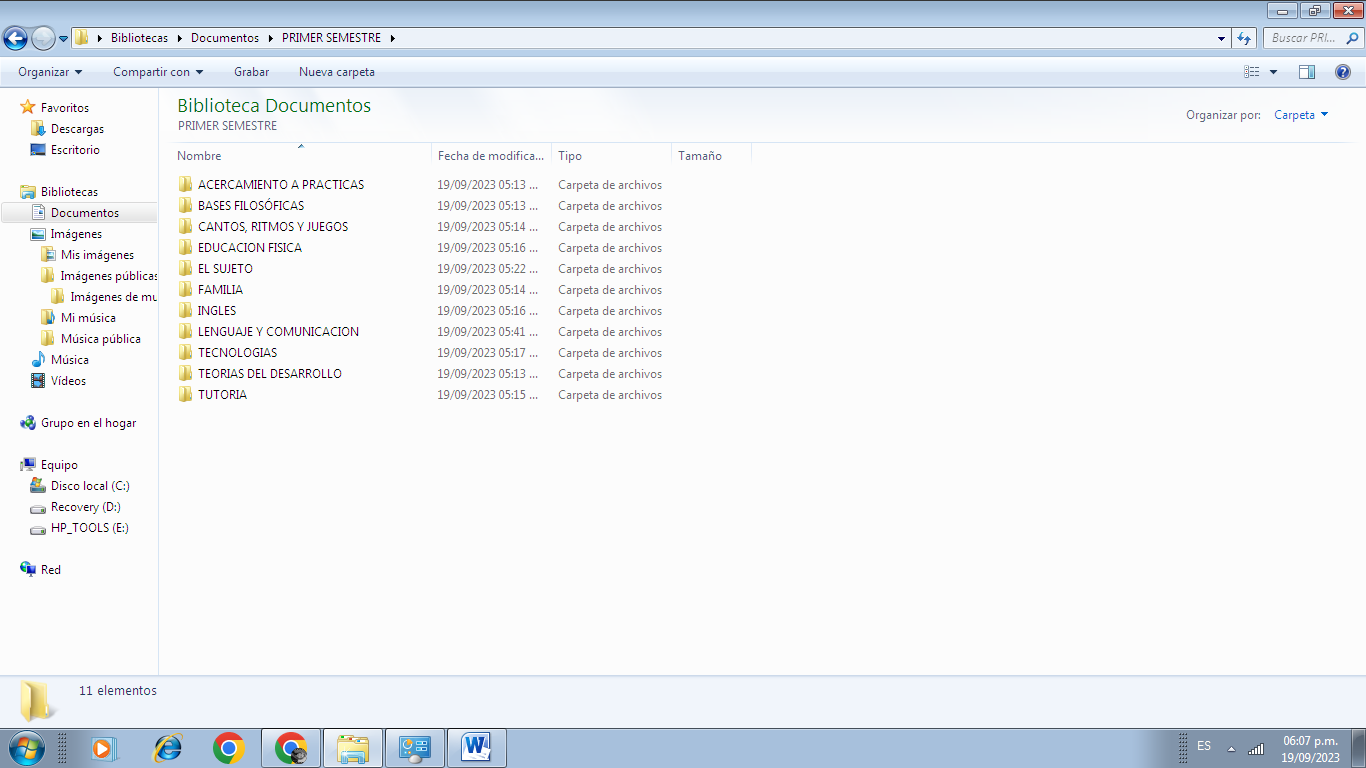 Bibliotecas Documentos PRIMER SEMESTRE
Buscar PRI...
Organizar Compartir con Grabar Nueva carpeta
Favoritos
Descargas
Escritorio
Bibliotecas
Documentos
Imágenes
Mis imágenes
Imágenes públicas
Imágenes de mu
Mi música
Música pública
Música
Vídeos
Grupo en el hogar
Equipo
Disco local (C:)
Recovery (D:)
HP_TOOLS (E:)
Red
Biblioteca Documentos
PRIMER SEMESTRE
Organizar por: Carpeta
Nombre Fecha de modifica... Tipo Tamaño
ACERCAMIENTO A PRACTICAS 19/09/2023 05:13 ... Carpeta de archivos
BASES FILOSÓFICAS 19/09/2023 05:13 ... Carpeta de archivos
CANTOS, RITMOS Y JUEGOS 19/09/2023 05:14 ... Carpeta de archivos
EDUCACION FISICA 19/09/2023 05:16 ... Carpeta de archivos
EL SUJETO 19/09/2023 05:22 ... Carpeta de archivos
FAMILIA 19/09/2023 05:14 ... Carpeta de archivos
INGLES 19/09/2023 05:16 ... Carpeta de archivos
LENGUAJE Y COMUNICACION 19/09/2023 05:41 ... Carpeta de archivos
TECNOLOGIAS 19/09/2023 05:17 ... Carpeta de archivos
TEORIAS DEL DESARROLLO 19/09/2023 05:13 ... Carpeta de archivos
TUTORIA 19/09/2023 05:15 ... Carpeta de archivos
11 elementos
ES
06:07 p.m.
19/09/2023